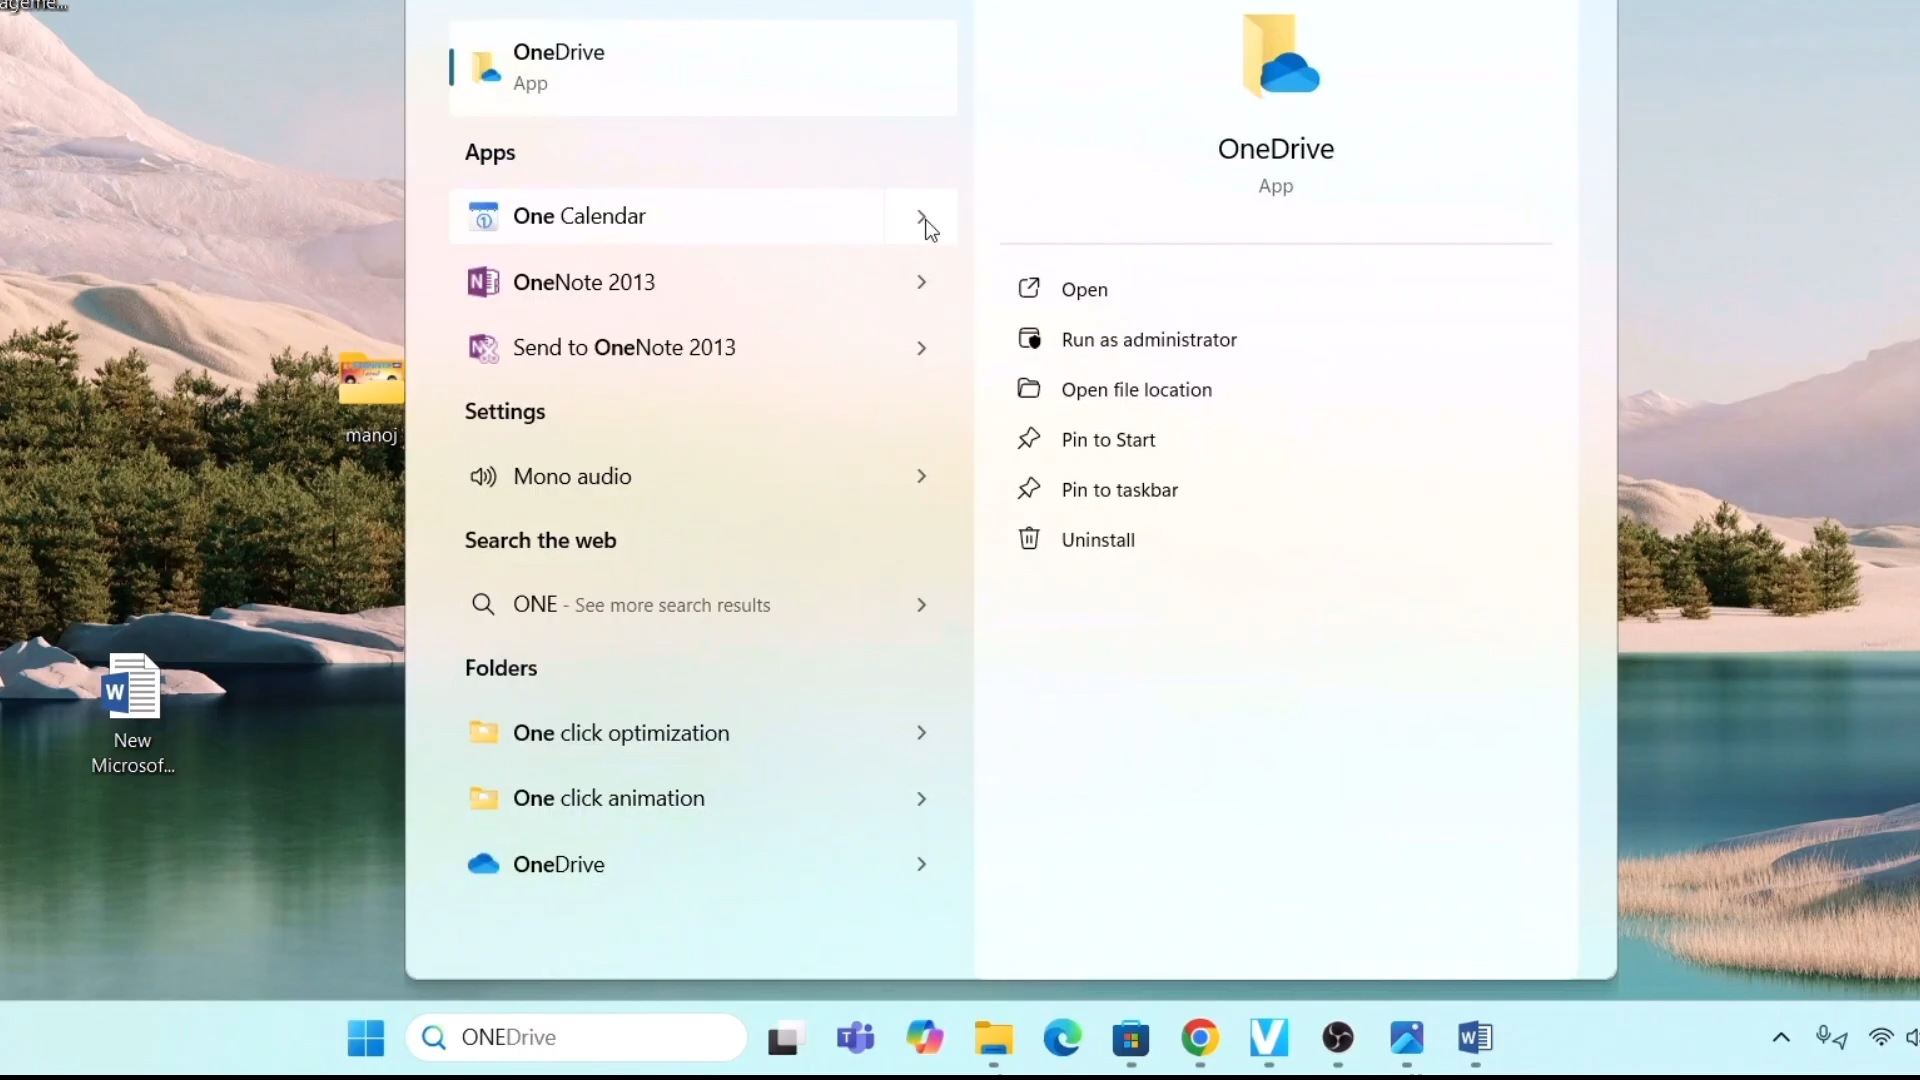 ageme...
OneDrive
App
Apps
One Calendar
OneNote 2013
Send to OneNote 2013
Settings
Mono audio
Search the web
ONE - See more search results
Folders
One click optimization
One click animation
OneDrive
OneDrive
App
Open
Run as administrator
Open file location
Pin to Start
Pin to taskbar
Uninstall
manoj
New
Microsof...
ONEDrive